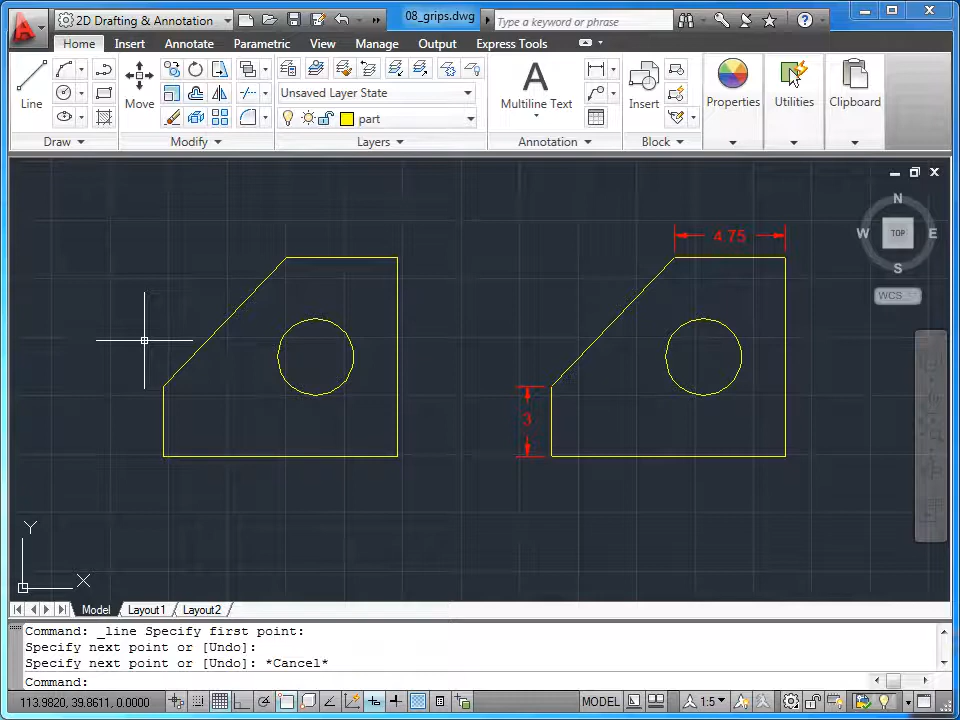 2D Drafting & Annotation
08_grips.dwg
Type a keyword or phrase
Home Insert Annotate Parametric View Manage Output Express Tools
Unsaved Layer State
part
Line
Move
Multiline Text
Insert
Properties
Utilities
Clipboard
Draw
Modify
Layers
Annotation
Block
N
W TOP E
S
WCS
4.75
3
Y
X
Model Layout1 Layout2
Command: _line Specify first point:
Specify next point or [Undo]:
Specify next point or [Undo]: *Cancel*
Command:
113.9820, 39.8611, 0.0000
MODEL
1:5